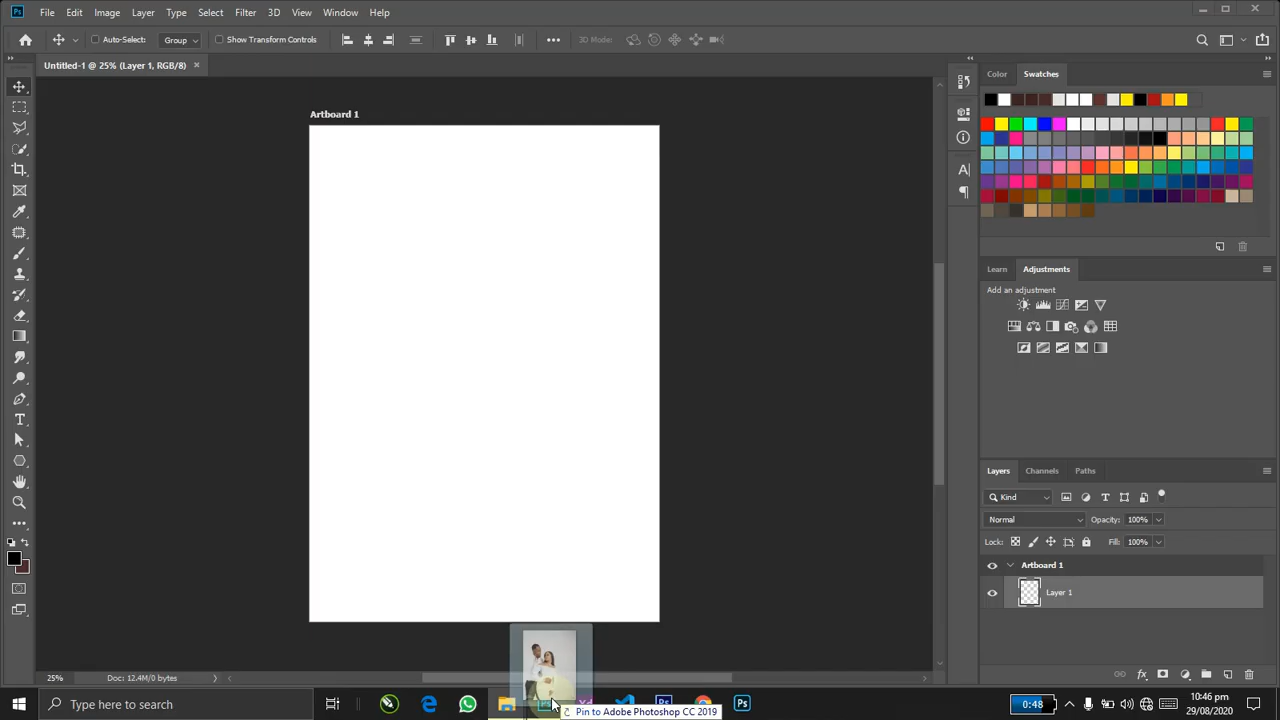 Ps File Edit Image Layer Type Select Filter 3D View Window Help
Auto-Select: Group Show Transform Controls 3D Mode:
Untitled-1 @ 25% (Layer 1, RGB/8)
Color Swatches
Artboard 1
Learn Adjustments
Add an adjustment
Layers Channels Paths
Kind
Normal Opacity: 100%
Lock: Fill: 100%
Artboard 1
Layer 1
25% Doc: 12.4M/0 bytes
Type here to search
Pin to Adobe Photoshop CC 2019
Ps
0:48
10:46 pm
29/08/2020